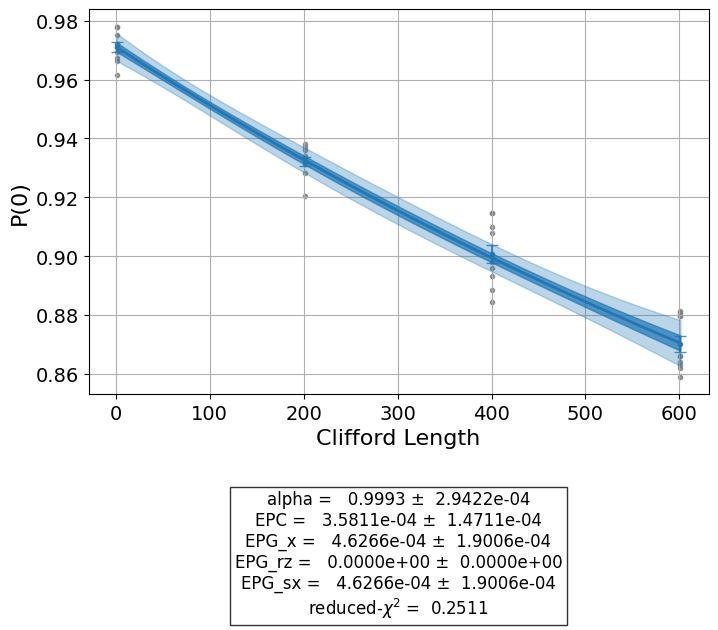 0.98
0.96
0.94
0.92
0.90
0.88
0.86
P(0)
0 100 200 300 400 500 600
Clifford Length
alpha = 0.9993 ± 2.9422e-04
EPC = 3.5811e-04 ± 1.4711e-04
EPG_x = 4.6266e-04 ± 1.9006e-04
EPG_rz = 0.0000e+00 ± 0.0000e+00
EPG_sx = 4.6266e-04 ± 1.9006e-04
reduced-χ² = 0.2511